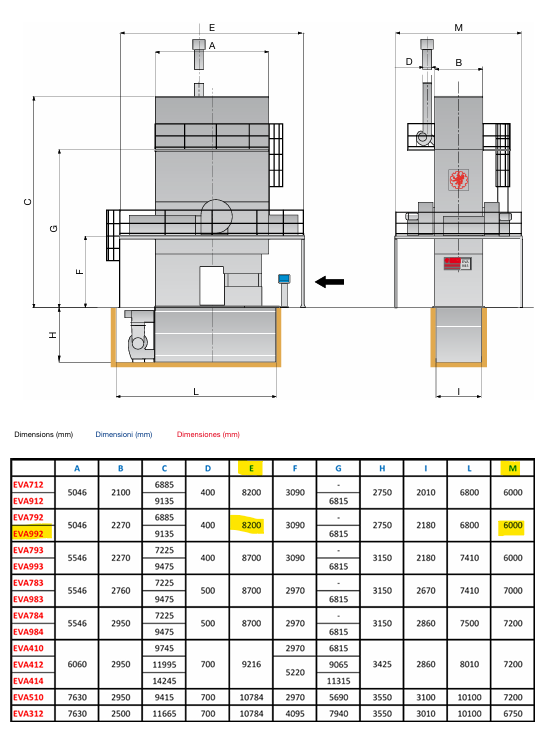 E M
A
D B
C
G
F
H
L I
Dimensions (mm) Dimensioni (mm) Dimensiones (mm)
A B C D E F G H I L M
EVA712 5046 2100 6885 400 8200 3090 - 2750 2010 6800 6000
EVA912 9135 6815
EVA792 5046 2270 6885 400 8200 3090 - 2750 2180 6800 6000
EVA992 9135 6815
EVA793 5546 2270 7225 400 8700 3090 - 3150 2180 7410 6000
EVA993 9475 6815
EVA783 5546 2760 7225 500 8700 2970 - 3150 2670 7410 7000
EVA983 9475 6815
EVA784 5546 2950 7225 500 8700 2970 - 3150 2860 7500 7200
EVA984 9475 6815
EVA410 6060 2950 9745 700 9216 2970 6815 3425 2860 8010 7200
EVA412 11995 5220 9065
EVA414 14245 11315
EVA510 7630 2950 9415 700 10784 2970 5690 3550 3100 10100 7200
EVA312 7630 2500 11665 700 10784 4095 7940 3550 3010 10100 6750